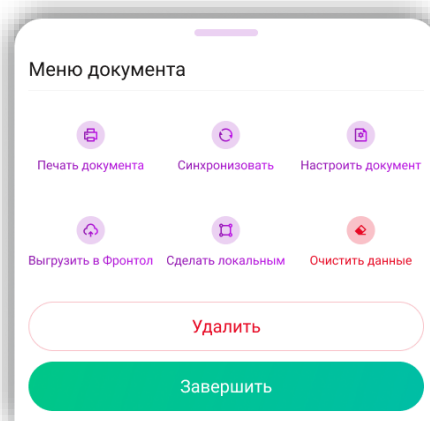 Меню документа
Печать документа
Синхронизовать
Настроить документ
Выгрузить в Фронтол
Сделать локальным
Очистить данные
Удалить
Завершить